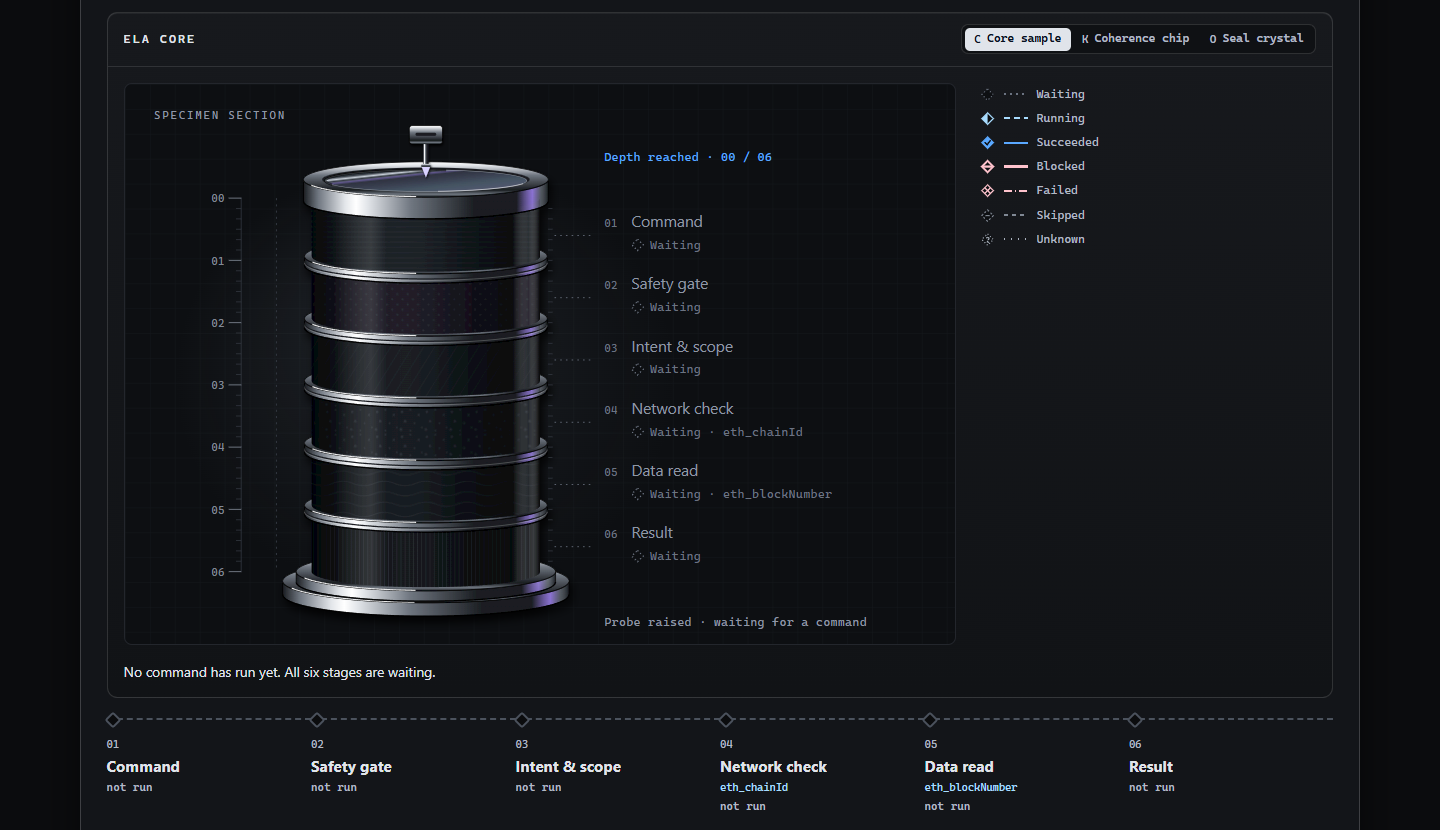 ELA CORE
C Core sample
K Coherence chip
O Seal crystal
SPECIMEN SECTION
Depth reached · 00 / 06
00
01
02
03
04
05
06
01 Command
Waiting
02 Safety gate
Waiting
03 Intent & scope
Waiting
04 Network check
Waiting · eth_chainId
05 Data read
Waiting · eth_blockNumber
06 Result
Waiting
Probe raised · waiting for a command
Waiting
Running
Succeeded
Blocked
Failed
Skipped
? Unknown
No command has run yet. All six stages are waiting.
01
Command
not run
02
Safety gate
not run
03
Intent & scope
not run
04
Network check
eth_chainId
not run
05
Data read
eth_blockNumber
not run
06
Result
not run